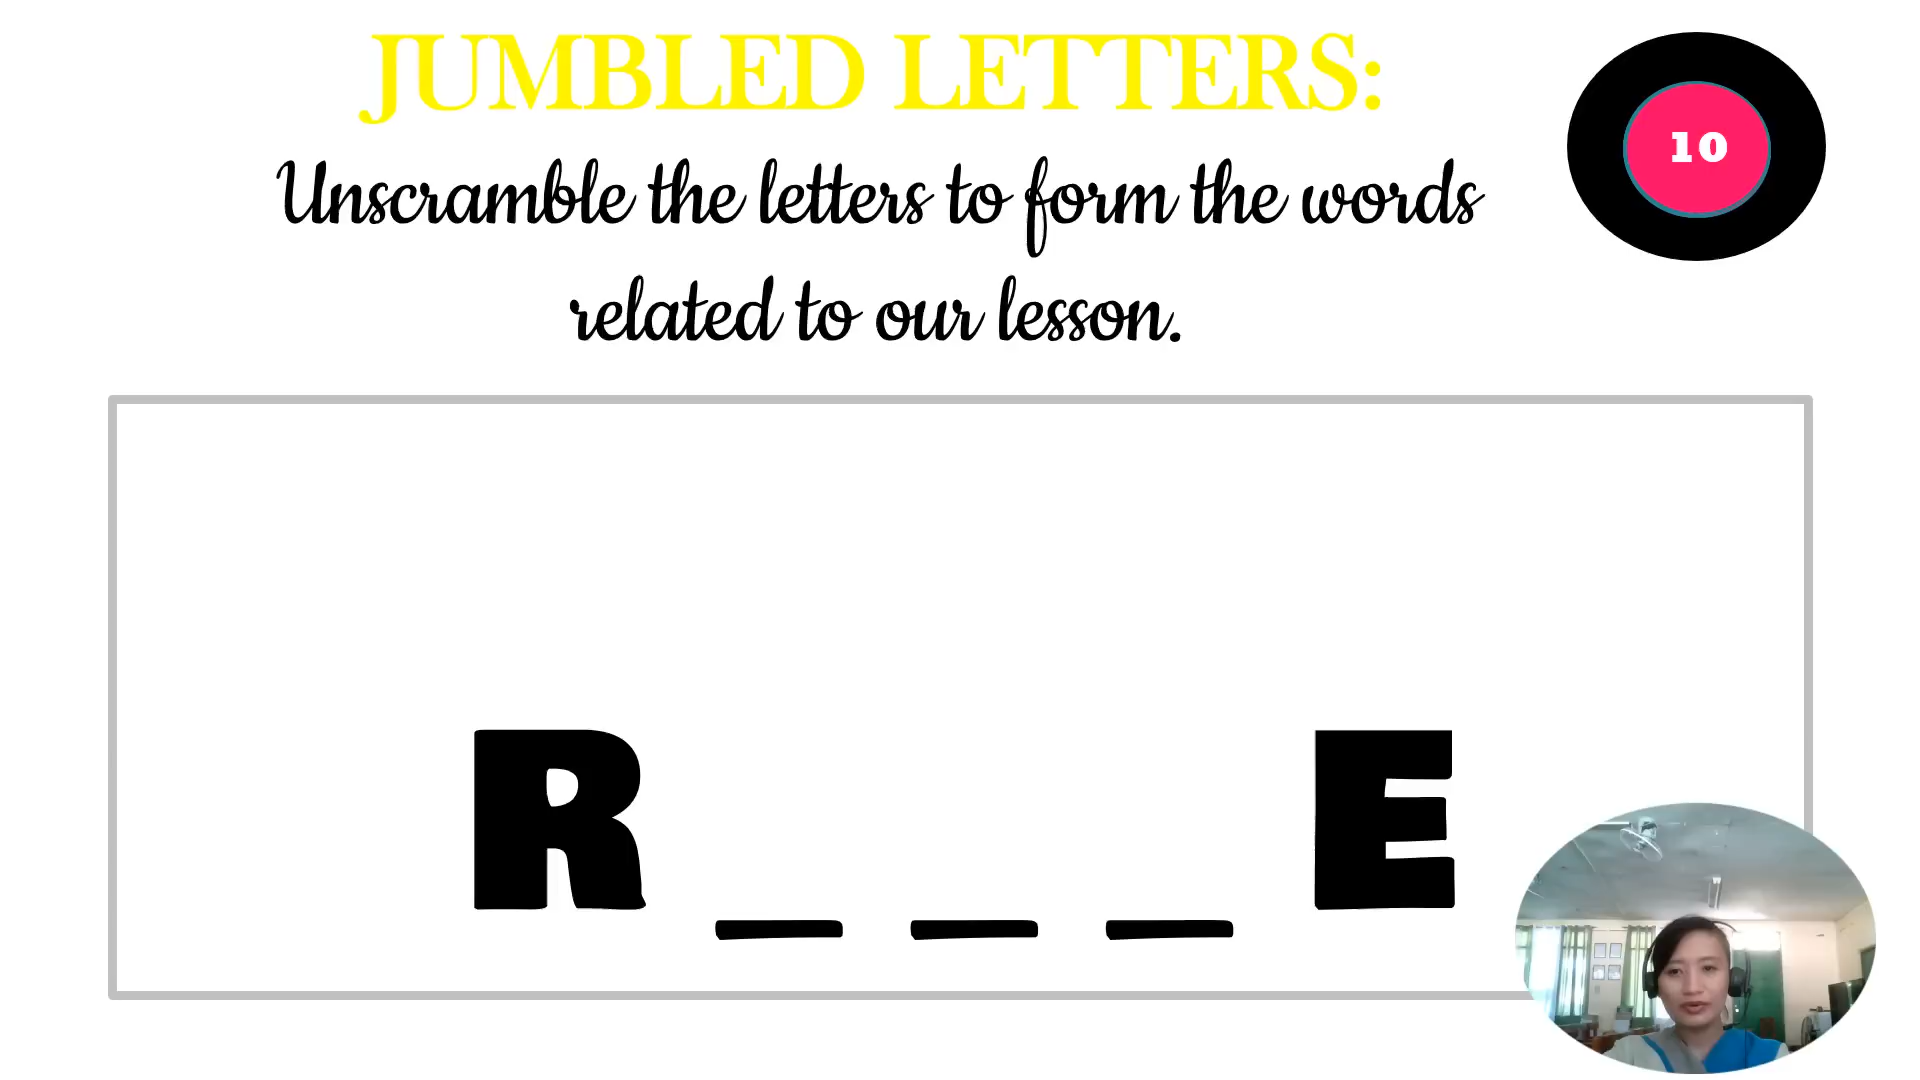 JUMBLED LETTERS:
10
Unscramble the letters to form the words
related to our lesson.
R _ _ _ E